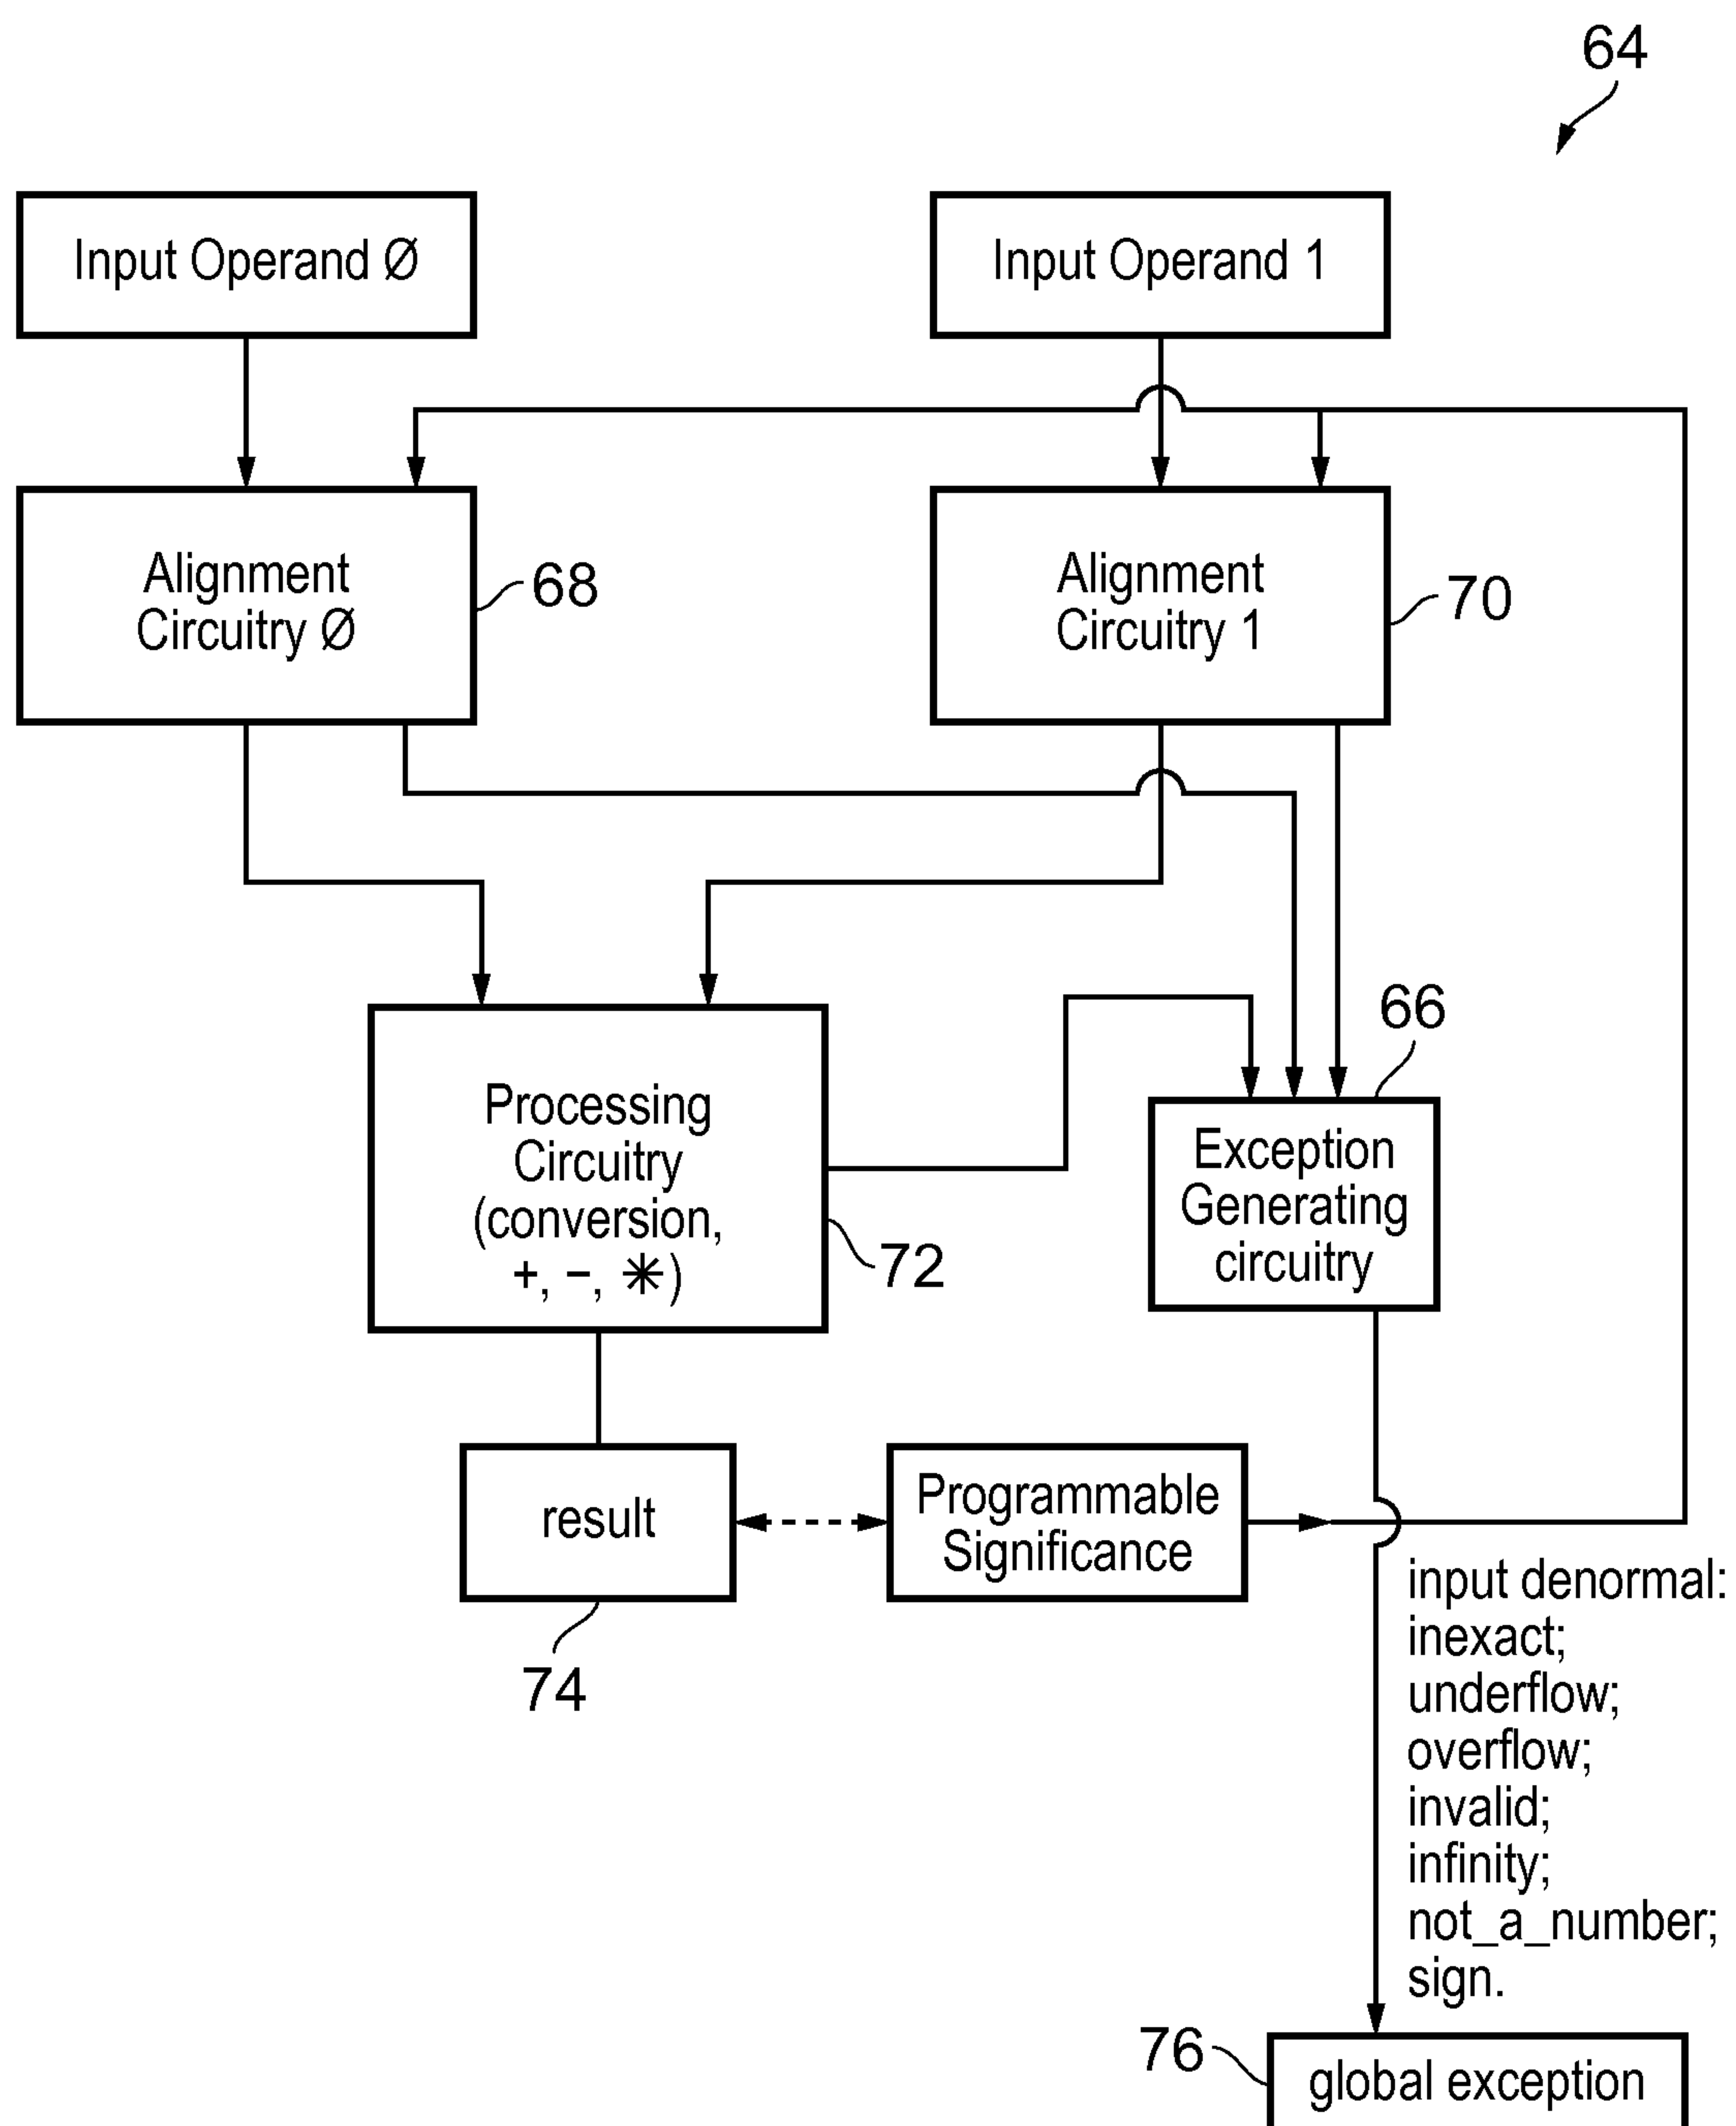 64
Input Operand Ø
Input Operand 1
Alignment
Circuitry Ø
68
Alignment
Circuitry 1
70
Processing
Circuitry
(conversion,
+, −, ✳)
72
66
Exception
Generating
circuitry
result
74
Programmable
Significance
input denormal:
inexact;
underflow;
overflow;
invalid;
infinity;
not_a_number;
sign.
76
global exception